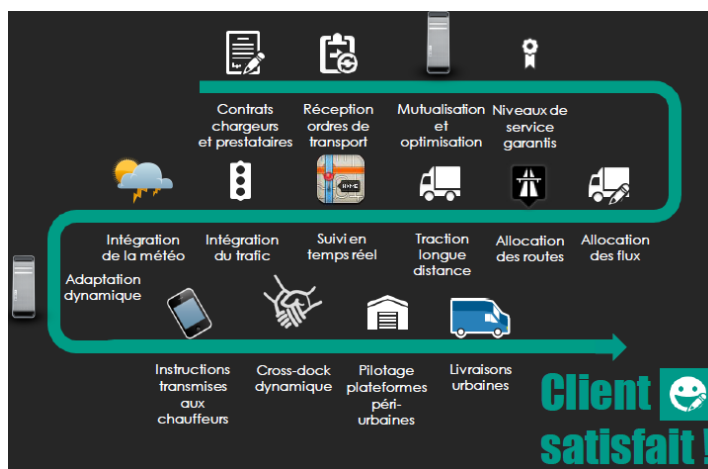 Contrats
chargeurs
et prestataires
Réception
ordres de
transport
Mutualisation
et
optimisation
Niveaux de
service
garantis
HOME
Allocation
des flux
Allocation
des routes
Traction
longue
distance
Suivi en
temps réel
Intégration
du trafic
Intégration
de la météo
Adaptation
dynamique
Instructions
transmises
aux
chauffeurs
Cross-dock
dynamique
Pilotage
plateformes
péri-
urbaines
Livraisons
urbaines
Client
satisfait !